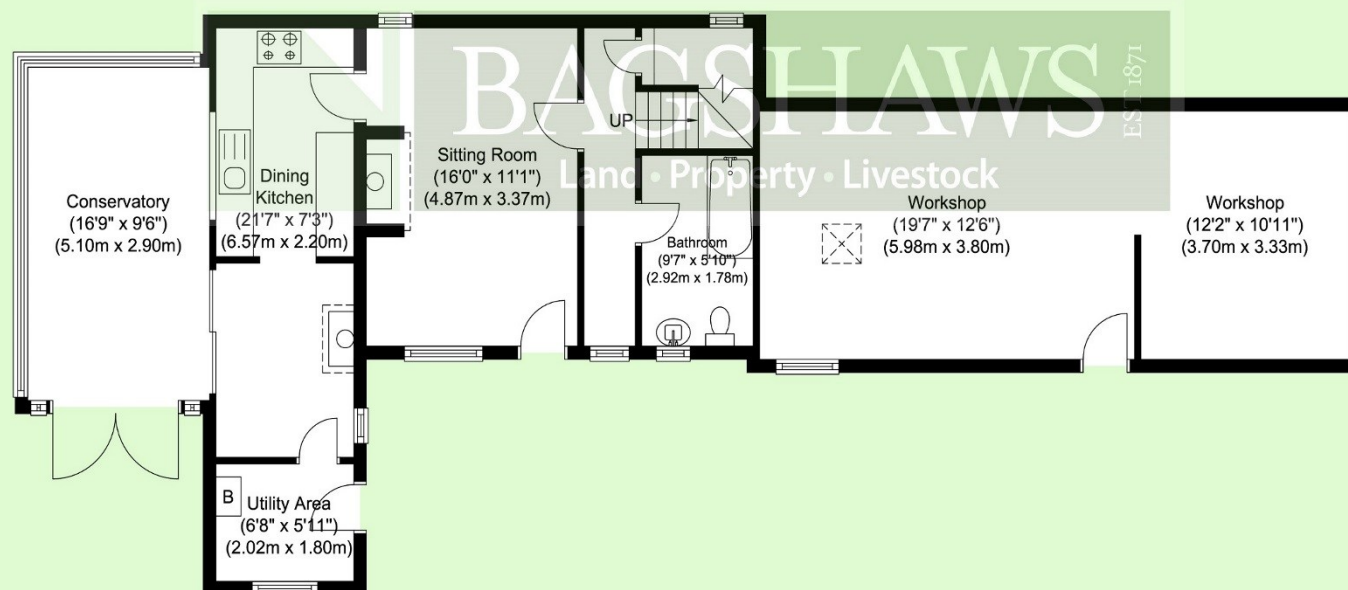 BAGSHAWS
EST 1871
Land • Property • Livestock
Conservatory
(16'9" x 9'6")
(5.10m x 2.90m)
Dining
Kitchen
(21'7" x 7'3")
(6.57m x 2.20m)
Sitting Room
(16'0" x 11'1")
(4.87m x 3.37m)
UP
Bathroom
(9'7" x 5'10")
(2.92m x 1.78m)
Workshop
(19'7" x 12'6")
(5.98m x 3.80m)
Workshop
(12'2" x 10'11")
(3.70m x 3.33m)
B
Utility Area
(6'8" x 5'11")
(2.02m x 1.80m)